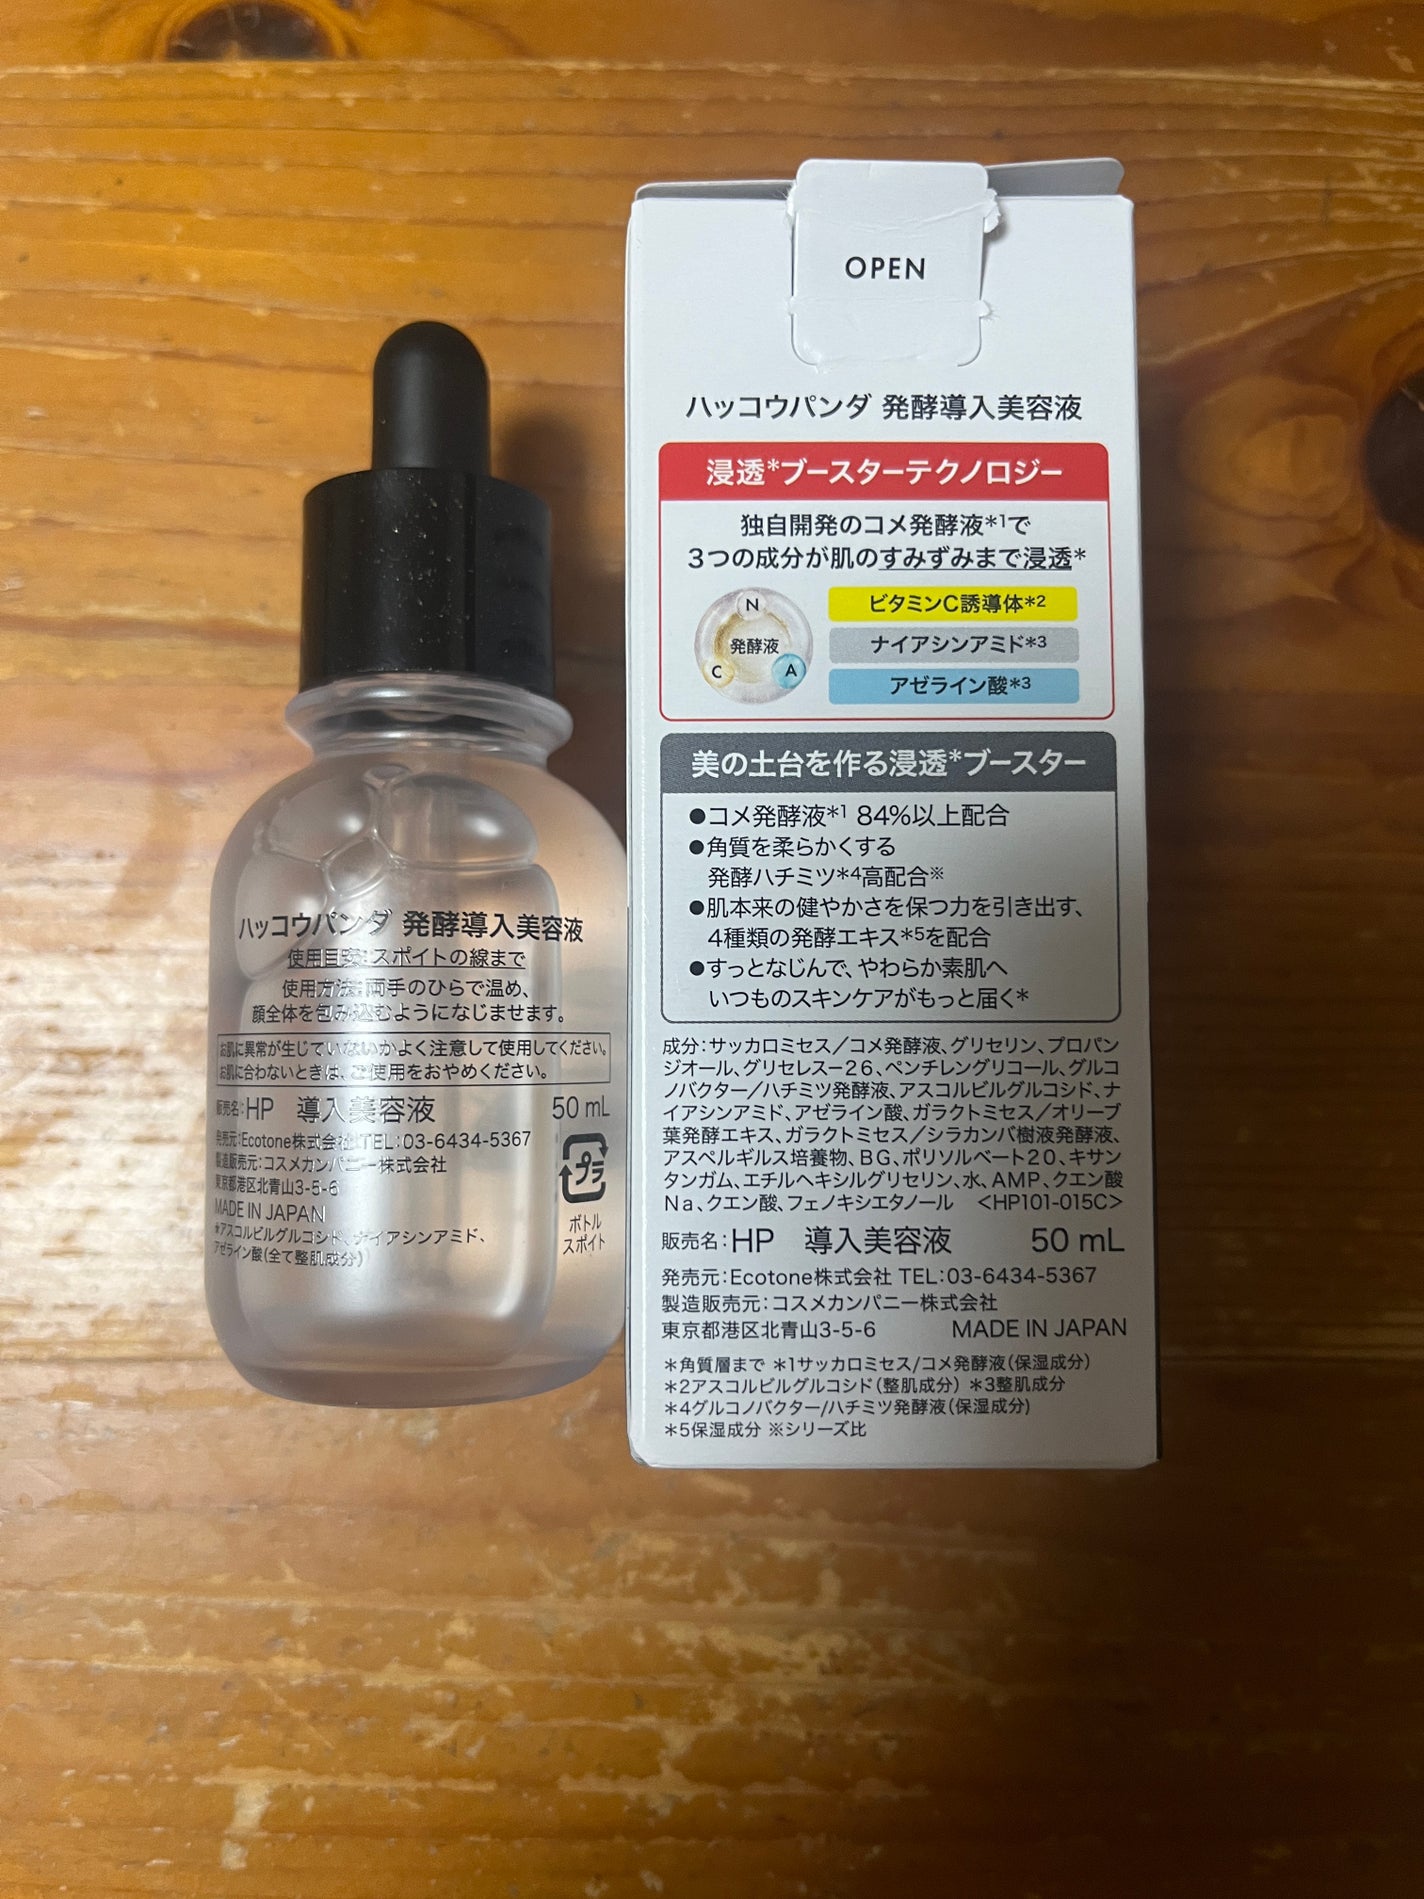 ハッコウパンダ 発酵導入美容液
使用目安:スポイトの線まで
使用方法:両手のひらで温め、
顔全体を包み込むようになじませます。
お肌に異常が生じていないかよく注意して使用してください。
お肌に合わないときは、ご使用をおやめください。
販売名:HP 導入美容液 50 mL
発売元:Ecotone株式会社 TEL:03-6434-5367
製造販売元:コスメカンパニー株式会社
東京都港区北青山3-5-6
MADE IN JAPAN
*アスコルビルグルコシド、ナイアシンアミド、
アゼライン酸(全て整肌成分)
プラ
ボトル
スポイト
OPEN
ハッコウパンダ 発酵導入美容液
浸透*ブースターテクノロジー
独自開発のコメ発酵液*1で
3つの成分が肌のすみずみまで浸透*
N
発酵液
C
A
ビタミンC誘導体*2
ナイアシンアミド*3
アゼライン酸*3
美の土台を作る浸透*ブースター
●コメ発酵液*1 84%以上配合
●角質を柔らかくする
発酵ハチミツ*4高配合※
●肌本来の健やかさを保つ力を引き出す、
4種類の発酵エキス*5を配合
●すっとなじんで、やわらか素肌へ
いつものスキンケアがもっと届く*
成分:サッカロミセス/コメ発酵液、グリセリン、プロパン
ジオール、グリセレス-26、ペンチレングリコール、グルコ
ノバクター/ハチミツ発酵液、アスコルビルグルコシド、ナ
イアシンアミド、アゼライン酸、ガラクトミセス/オリーブ
葉発酵エキス、ガラクトミセス/シラカンバ樹液発酵液、
アスペルギルス培養物、BG、ポリソルベート20、キサン
タンガム、エチルヘキシルグリセリン、水、AMP、クエン酸
Na、クエン酸、フェノキシエタノール <HP101-015C>
販売名:HP 導入美容液 50 mL
発売元:Ecotone株式会社 TEL:03-6434-5367
製造販売元:コスメカンパニー株式会社
東京都港区北青山3-5-6 MADE IN JAPAN
*角質層まで *1サッカロミセス/コメ発酵液(保湿成分)
*2アスコルビルグルコシド(整肌成分) *3整肌成分
*4グルコノバクター/ハチミツ発酵液(保湿成分)
*5保湿成分 ※シリーズ比